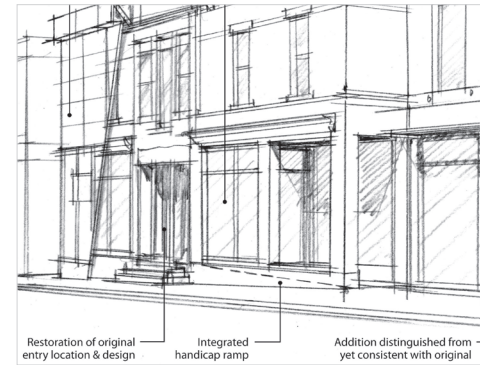 Restoration of original
entry location & design
Integrated
handicap ramp
Addition distinguished from
yet consistent with original